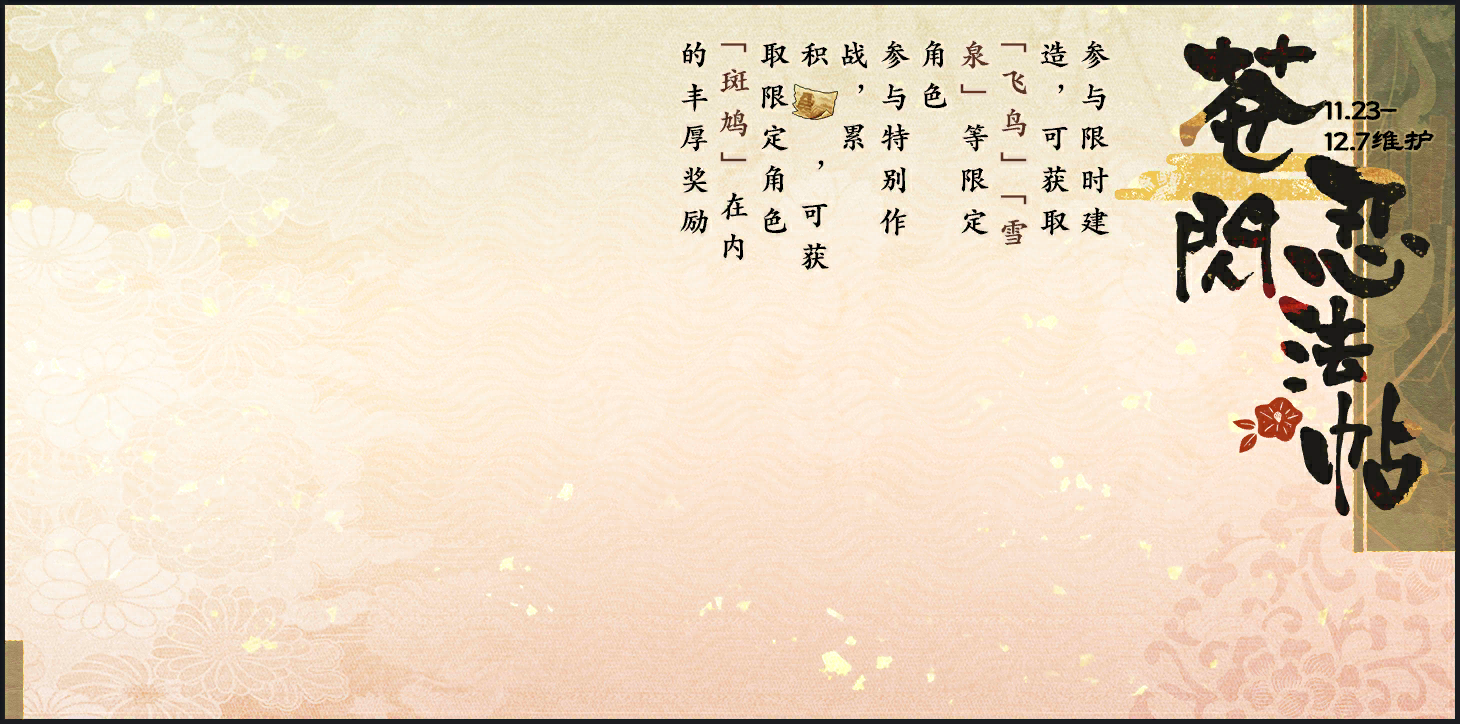 苍閃
忍法帖
11.23-
12.7维护
参与限时建
造，可获取
「飞鸟」「雪
泉」等限定
角色
参与特别作
战，累
积，可获
取限定角色
「斑鸠」在内
的丰厚奖励